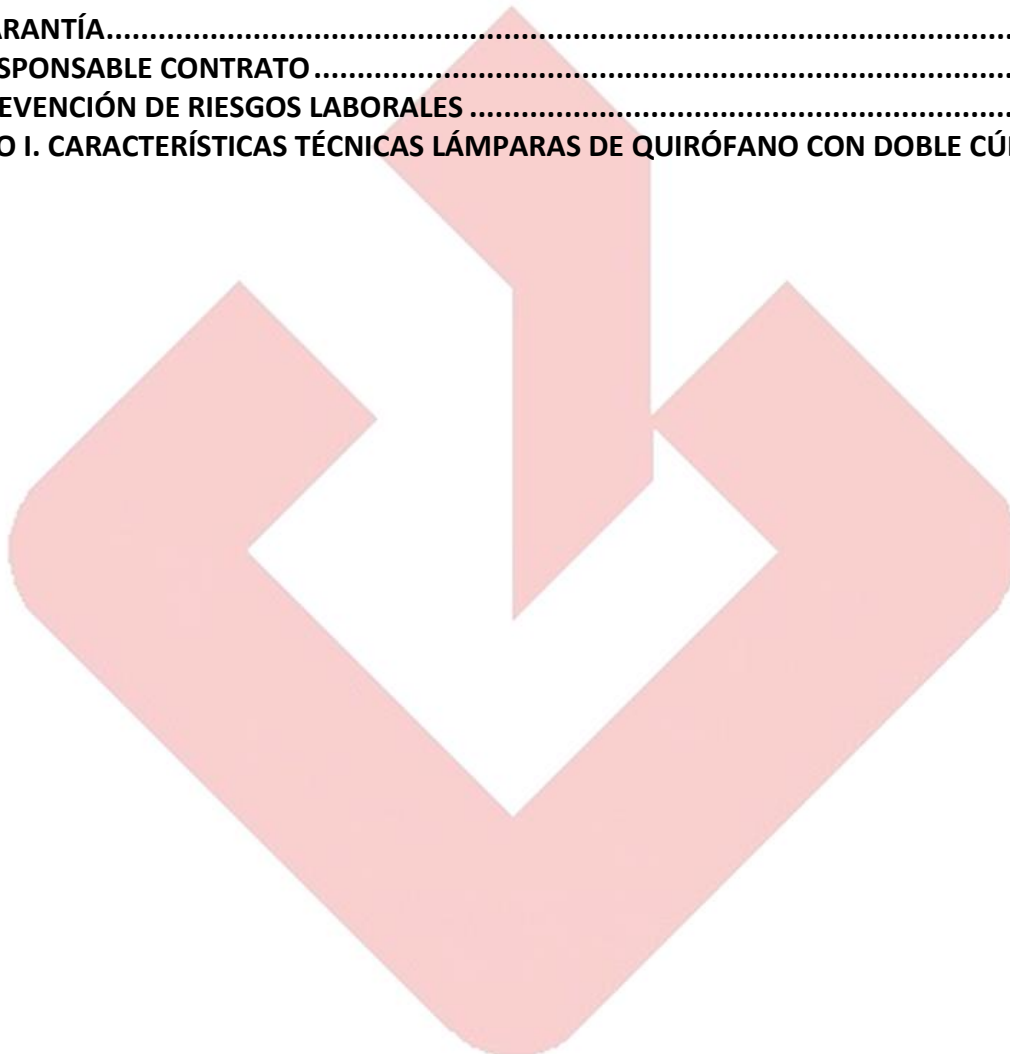 ARANTÍA........................................................................................................................
SPONSABLE CONTRATO........................................................................................
EVENCIÓN DE RIESGOS LABORALES....................................................................
O I. CARACTERÍSTICAS TÉCNICAS LÁMPARAS DE QUIRÓFANO CON DOBLE CÚ